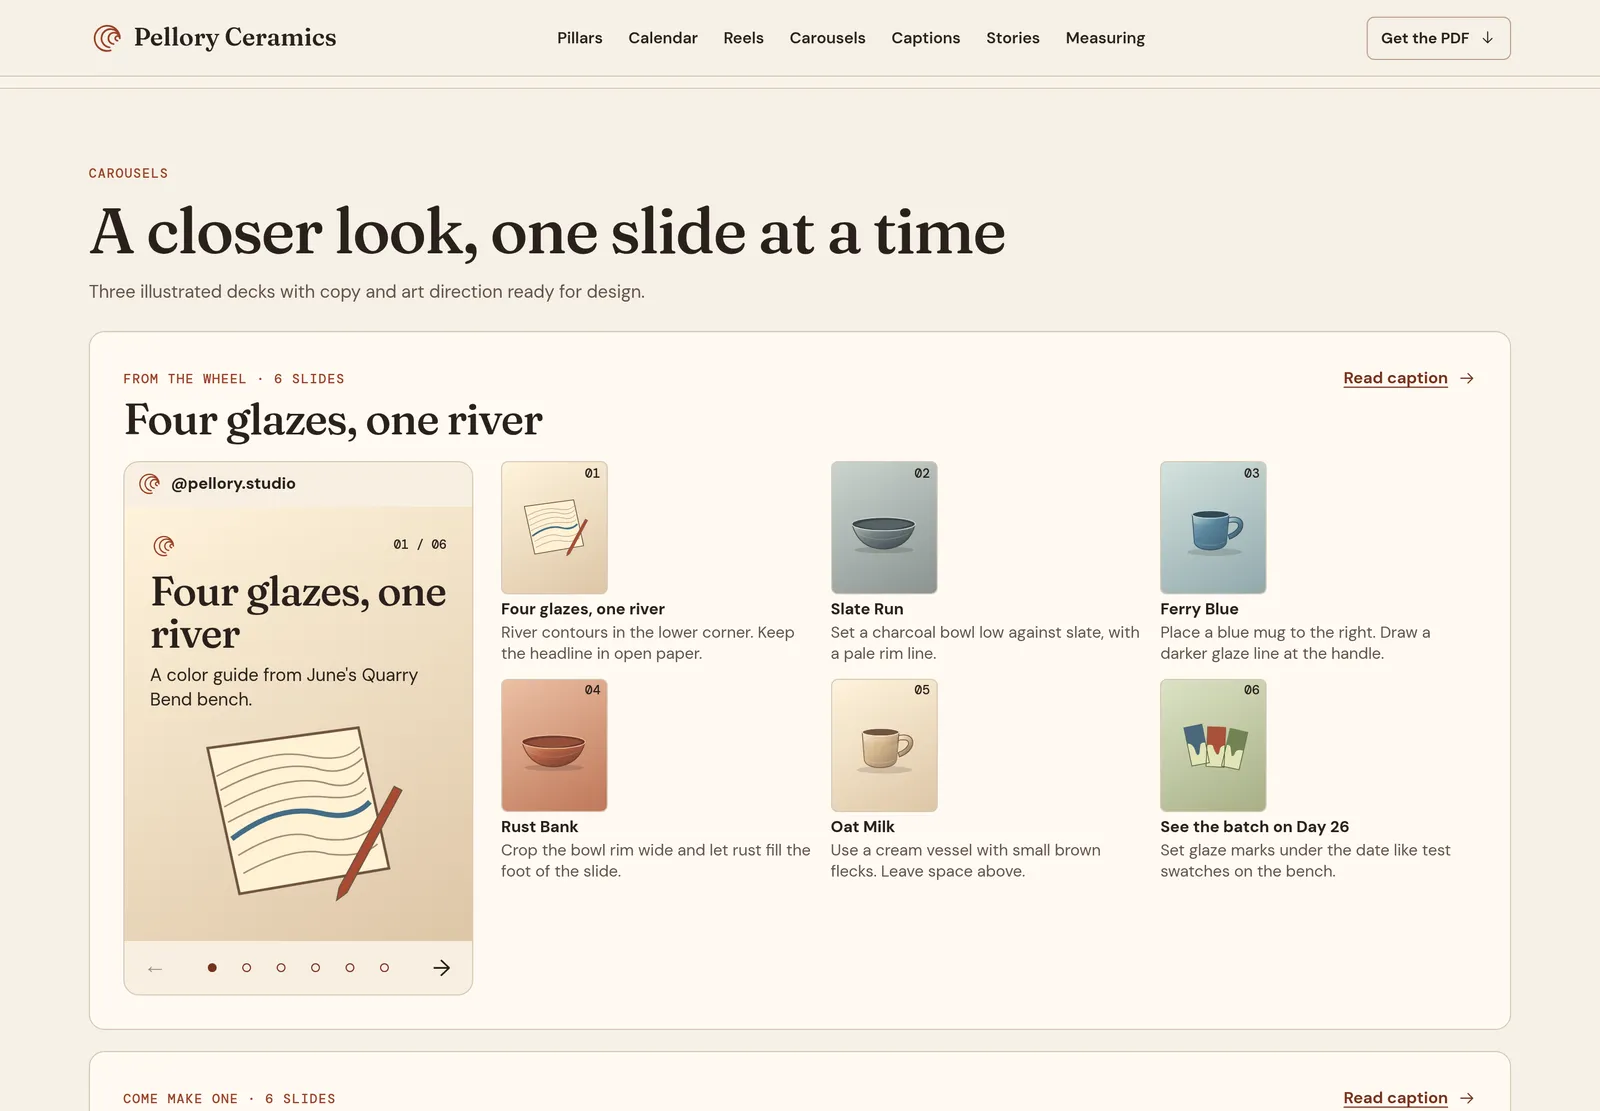 Pellory Ceramics
Pillars
Calendar
Reels
Carousels
Captions
Stories
Measuring
Get the PDF ↓
CAROUSELS
A closer look, one slide at a time
Three illustrated decks with copy and art direction ready for design.
FROM THE WHEEL · 6 SLIDES
Read caption →
Four glazes, one river
@pellory.studio
01 / 06
Four glazes, one
river
A color guide from June's Quarry
Bend bench.
← →
01
Four glazes, one river
River contours in the lower corner. Keep
the headline in open paper.
02
Slate Run
Set a charcoal bowl low against slate, with
a pale rim line.
03
Ferry Blue
Place a blue mug to the right. Draw a
darker glaze line at the handle.
04
Rust Bank
Crop the bowl rim wide and let rust fill the
foot of the slide.
05
Oat Milk
Use a cream vessel with small brown
flecks. Leave space above.
06
See the batch on Day 26
Set glaze marks under the date like test
swatches on the bench.
COME MAKE ONE · 6 SLIDES
Read caption →